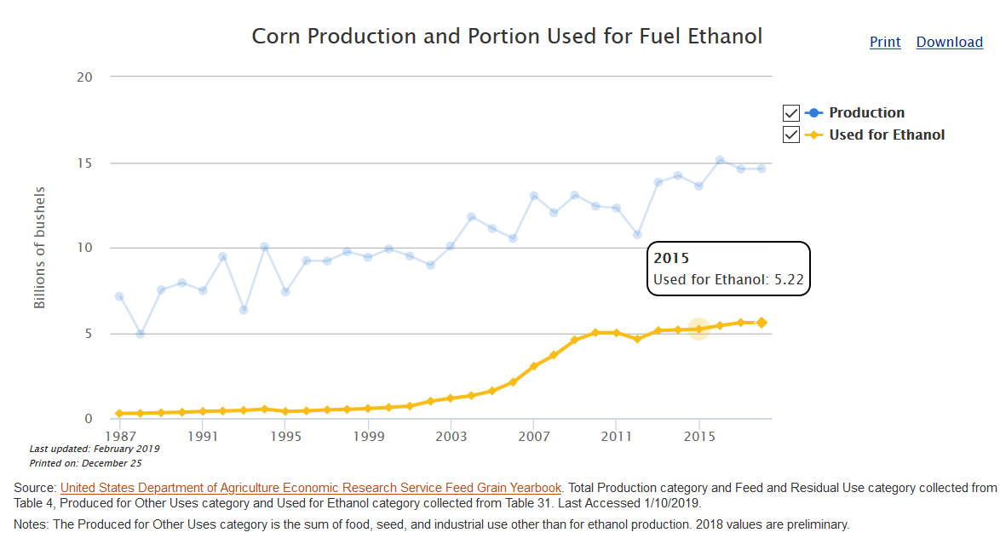 Corn Production and Portion Used for Fuel Ethanol
Print Download
20
15
10
5
0
Billions of bushels
Production
Used for Ethanol
2015
Used for Ethanol: 5.22
1987 1991 1995 1999 2003 2007 2011 2015
Last updated: February 2019
Printed on: December 25
Source: United States Department of Agriculture Economic Research Service Feed Grain Yearbook. Total Production category and Feed and Residual Use category collected from
Table 4, Produced for Other Uses category and Used for Ethanol category collected from Table 31. Last Accessed 1/10/2019.
Notes: The Produced for Other Uses category is the sum of food, seed, and industrial use other than for ethanol production. 2018 values are preliminary.